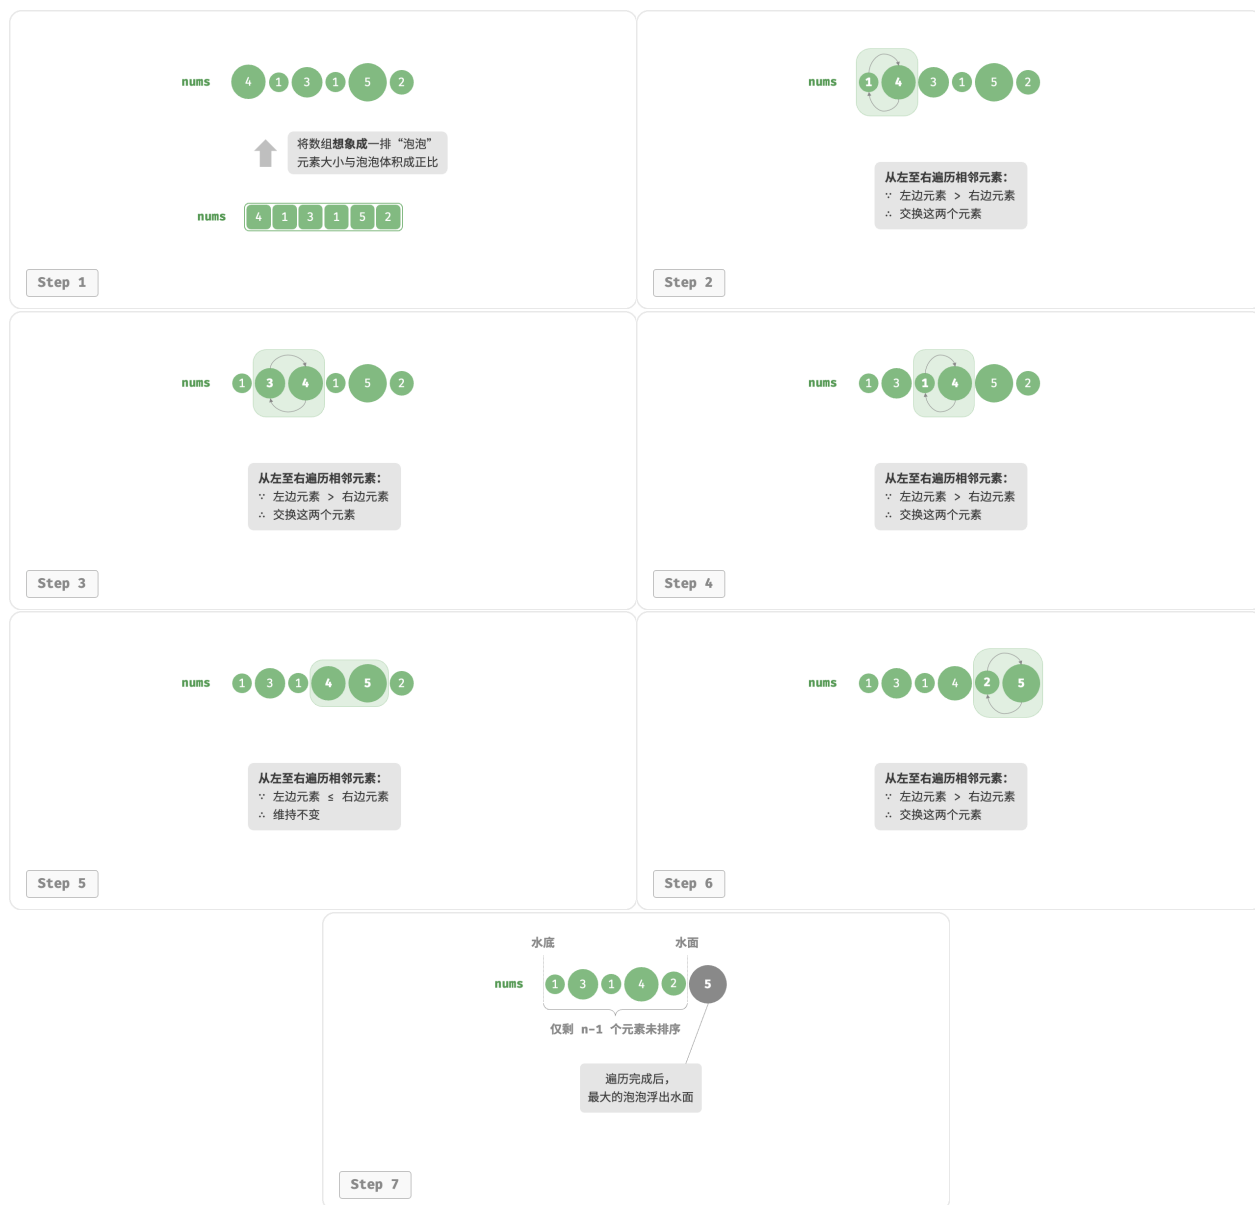 nums 4 1 3 1 5 2
将数组想象成一排“泡泡”
元素大小与泡泡体积成正比
nums 4 1 3 1 5 2
Step 1
nums 1 4 3 1 5 2
从左至右遍历相邻元素：
∵ 左边元素 > 右边元素
∴ 交换这两个元素
Step 2
nums 1 3 4 1 5 2
从左至右遍历相邻元素：
∵ 左边元素 > 右边元素
∴ 交换这两个元素
Step 3
nums 1 3 1 4 5 2
从左至右遍历相邻元素：
∵ 左边元素 > 右边元素
∴ 交换这两个元素
Step 4
nums 1 3 1 4 5 2
从左至右遍历相邻元素：
∵ 左边元素 ≤ 右边元素
∴ 维持不变
Step 5
nums 1 3 1 4 2 5
从左至右遍历相邻元素：
∵ 左边元素 > 右边元素
∴ 交换这两个元素
Step 6
水底 水面
nums 1 3 1 4 2 5
仅剩 n-1 个元素未排序
遍历完成后，
最大的泡泡浮出水面
Step 7